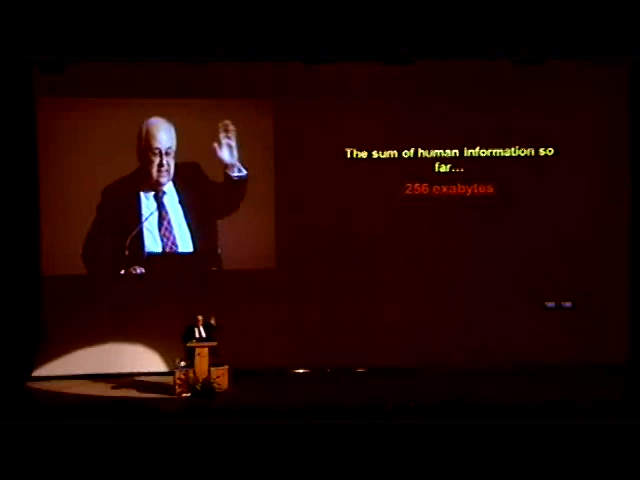 The sum of human information so
far...
256 exabytes